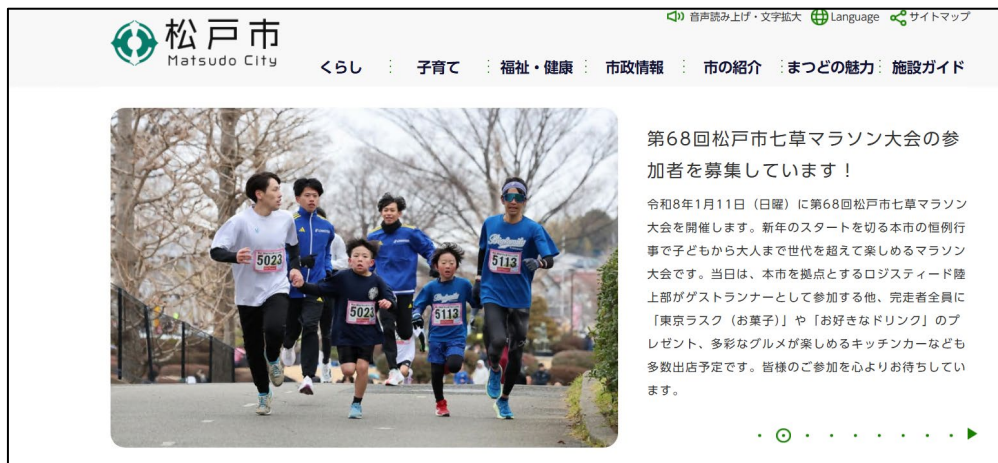 松戸市
Matsudo City
音声読み上げ・文字拡大 Language サイトマップ
くらし 子育て 福祉・健康 市政情報 市の紹介 まつどの魅力 施設ガイド
第68回松戸市七草マラソン大会の参
加者を募集しています！
令和8年1月11日（日曜）に第68回松戸市七草マラソン
大会を開催します。新年のスタートを切る本市の恒例行
事で子どもから大人まで世代を超えて楽しめるマラソン
大会です。当日は、本市を拠点とするロジスティード陸
上部がゲストランナーとして参加する他、完走者全員に
「東京ラスク（お菓子）」や「お好きなドリンク」のプ
レゼント、多彩なグルメが楽しめるキッチンカーなども
多数出店予定です。皆様のご参加を心よりお待ちしてい
ます。
5023
5023
5113
5113